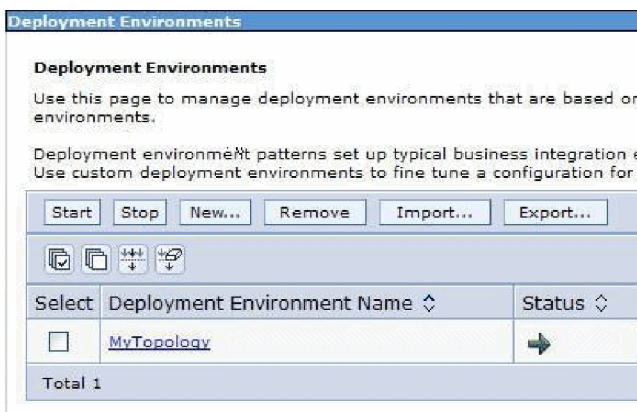 Deployment Environments
Deployment Environments
Use this page to manage deployment environments that are based or
environments.
Deployment environment patterns set up typical business integration e
Use custom deployment environments to fine tune a configuration for
Start Stop New... Remove Import... Export...
Select Deployment Environment Name Status
MyTopology
Total 1